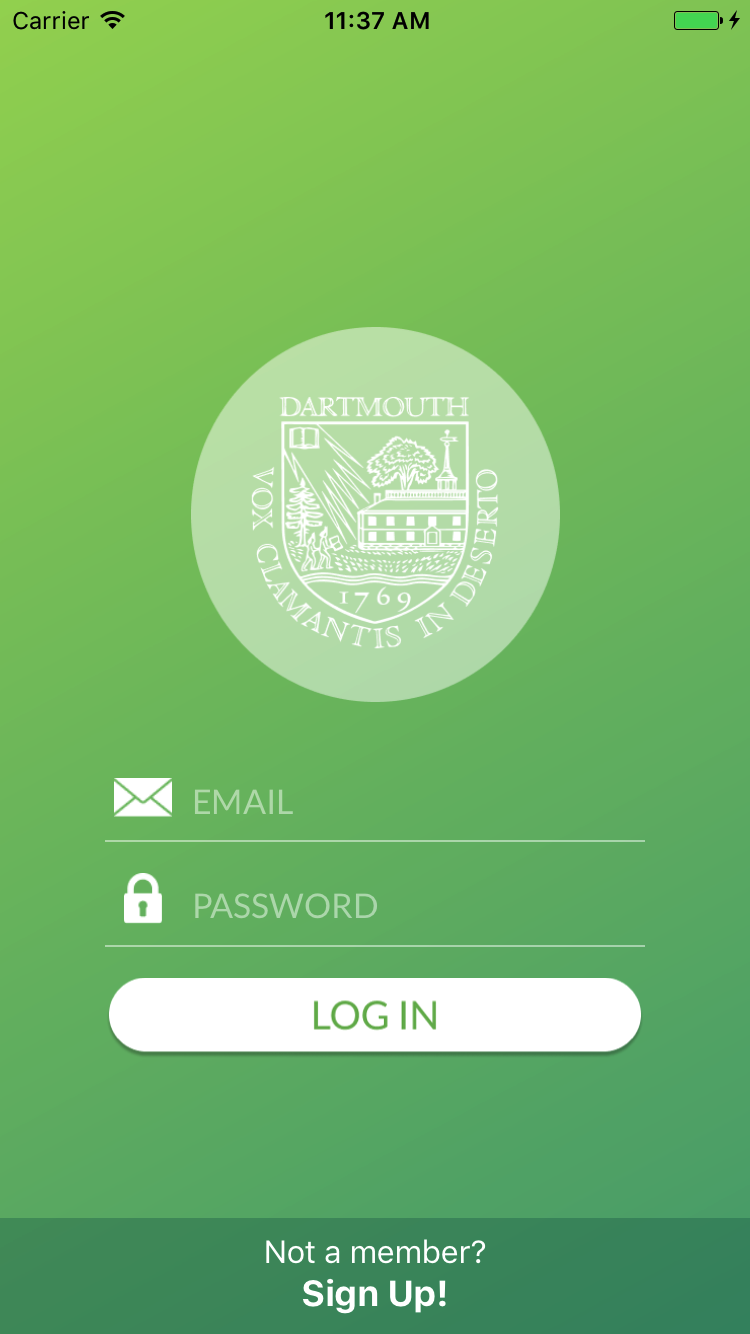 Carrier 11:37 AM
DARTMOUTH
VOX CLAMANTIS IN DESERTO
1769
EMAIL
PASSWORD
LOG IN
Not a member?
Sign Up!